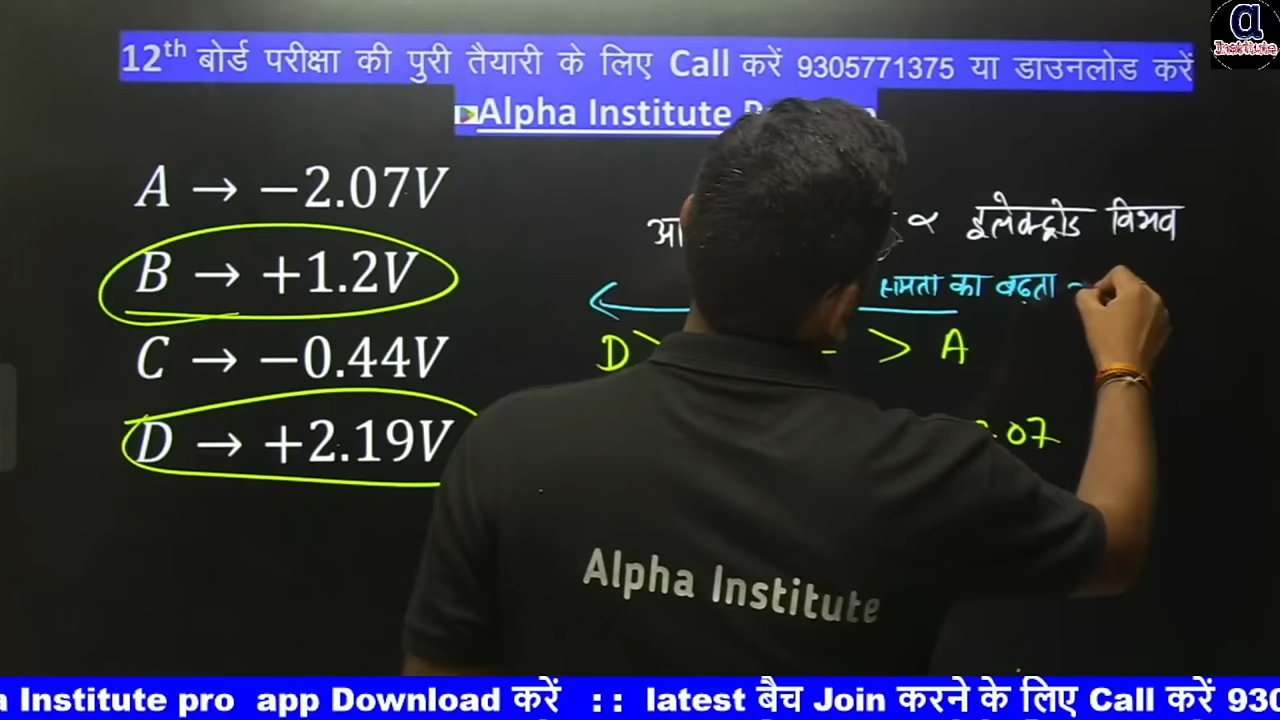 α
Institute
12th बोर्ड परीक्षा की पुरी तैयारी के लिए Call करें 9305771375 या डाउनलोड करें
Alpha Institute
A → −2.07V
B → +1.2V
C → −0.44V
D → +2.19V
∝ इलेक्ट्रोड विभव
क्षमता का बढ़ता
D > > A
.07
Alpha Institute
Institute pro app Download करें :: latest बैच Join करने के लिए Call करें 930